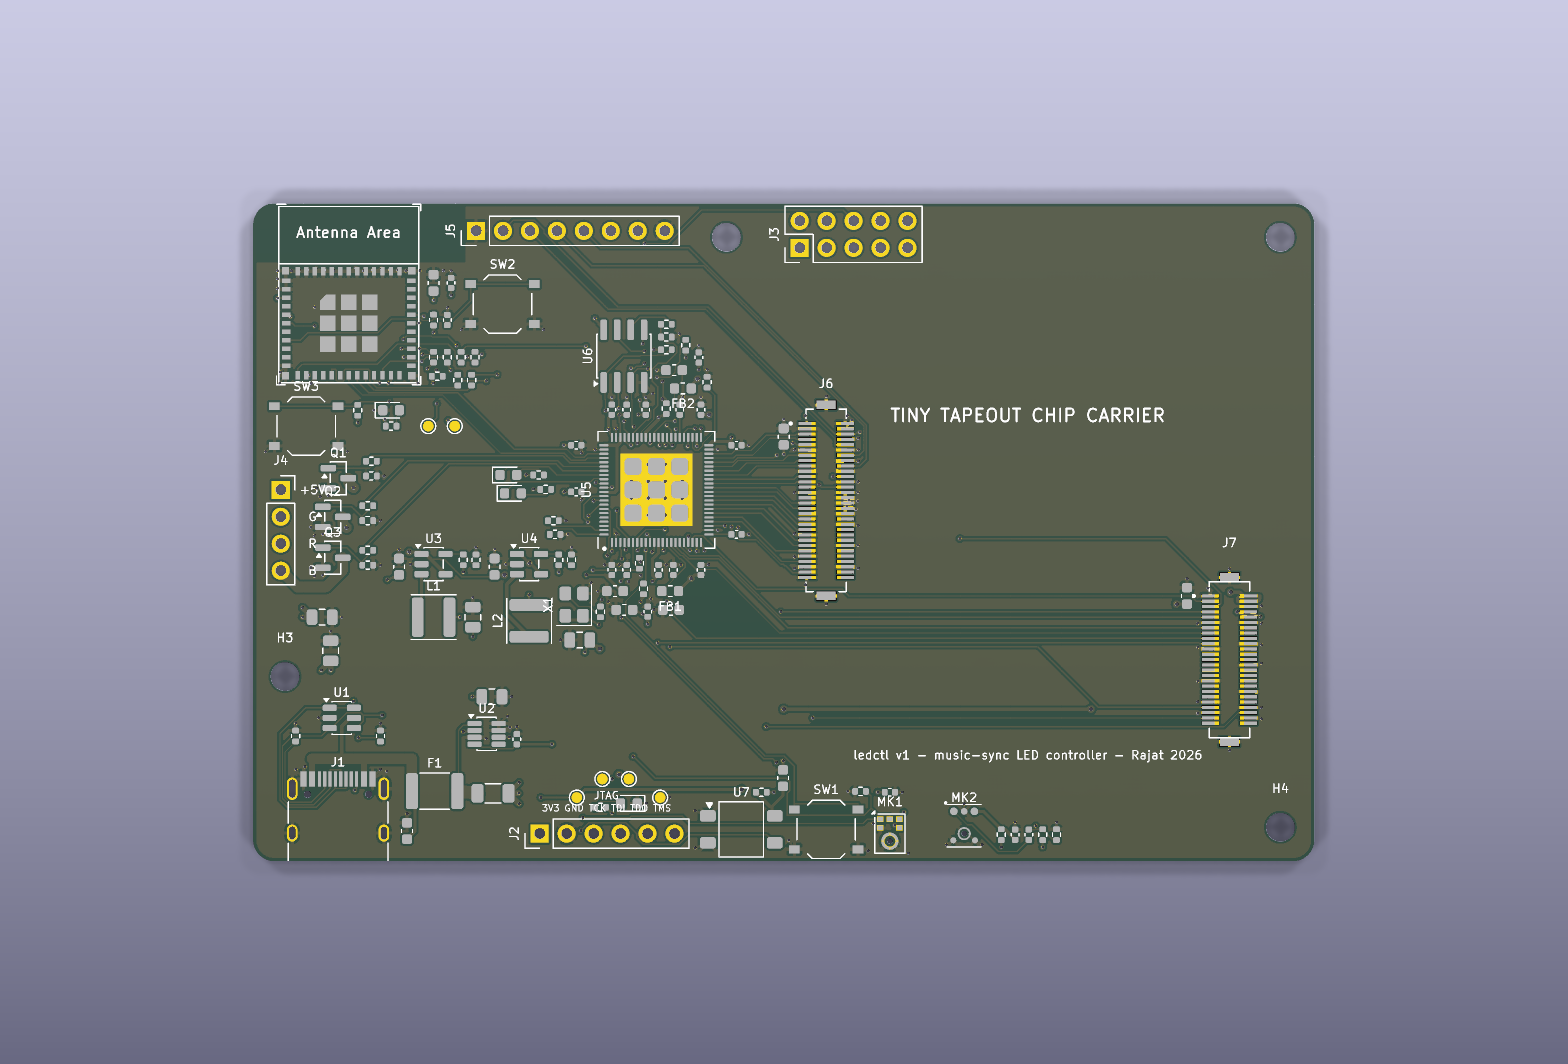 Antenna Area
J5
J3
SW2
U6
SW3
FB2
J6
TINY TAPEOUT CHIP CARRIER
Q1
J4
+5V
Q2
U5
G
Q3
R
B
U3
U4
J7
L1
X1
FB1
L2
H3
U1
U2
ledctl v1 – music-sync LED controller – Rajat 2026
J1
F1
H4
U7
SW1
JTAG
MK1
MK2
3V3 GND TCK TDI TDO TMS
J2